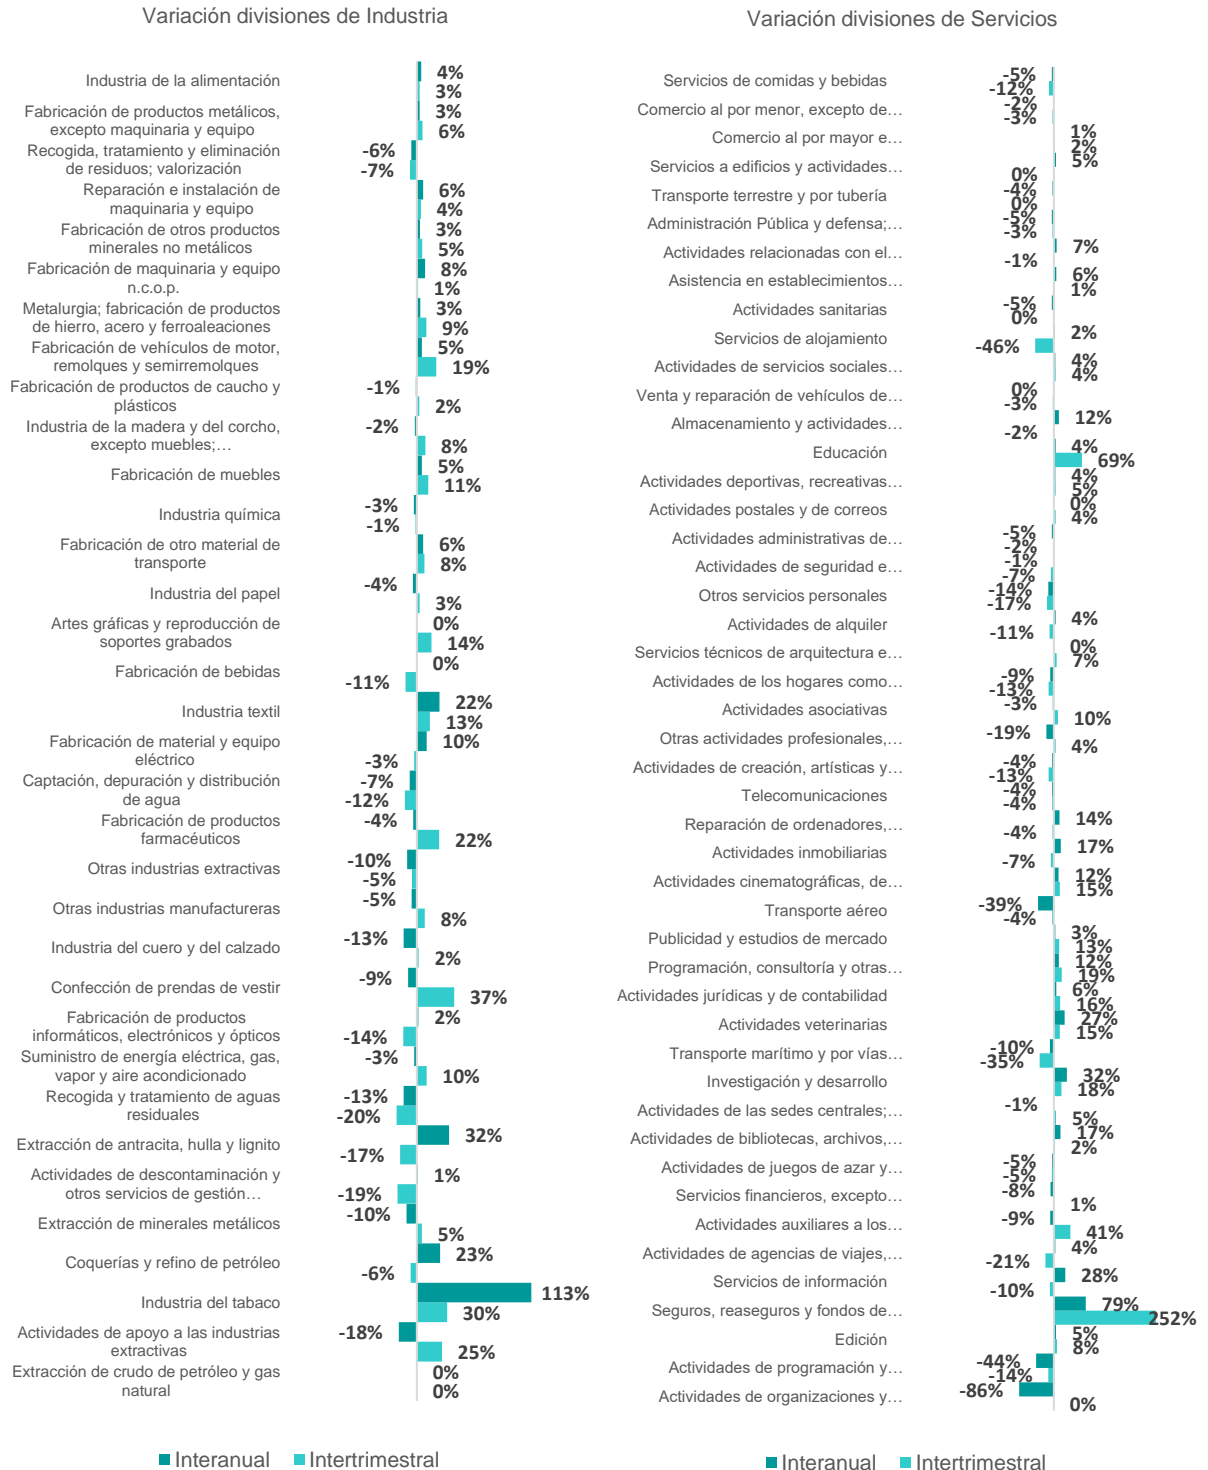 Variación divisiones de Industria
Industria de la alimentación
4%
3%
Fabricación de productos metálicos,
excepto maquinaria y equipo
3%
6%
Recogida, tratamiento y eliminación
de residuos; valorización
-6%
-7%
Reparación e instalación de
maquinaria y equipo
6%
4%
Fabricación de otros productos
minerales no metálicos
3%
5%
Fabricación de maquinaria y equipo
n.c.o.p.
8%
1%
Metalurgia; fabricación de productos
de hierro, acero y ferroaleaciones
3%
9%
Fabricación de vehículos de motor,
remolques y semirremolques
5%
19%
Fabricación de productos de caucho y
plásticos
-1%
2%
Industria de la madera y del corcho,
excepto muebles;…
-2%
8%
Fabricación de muebles
5%
11%
Industria química
-3%
-1%
Fabricación de otro material de
transporte
6%
8%
Industria del papel
-4%
3%
Artes gráficas y reproducción de
soportes grabados
0%
14%
Fabricación de bebidas
0%
-11%
Industria textil
22%
13%
Fabricación de material y equipo
eléctrico
10%
-3%
Captación, depuración y distribución
de agua
-7%
-12%
Fabricación de productos
farmacéuticos
-4%
22%
Otras industrias extractivas
-10%
-5%
Otras industrias manufactureras
-5%
8%
Industria del cuero y del calzado
-13%
2%
Confección de prendas de vestir
-9%
37%
Fabricación de productos
informáticos, electrónicos y ópticos
2%
-14%
Suministro de energía eléctrica, gas,
vapor y aire acondicionado
-3%
10%
Recogida y tratamiento de aguas
residuales
-13%
-20%
Extracción de antracita, hulla y lignito
32%
-17%
Actividades de descontaminación y
otros servicios de gestión…
1%
-19%
Extracción de minerales metálicos
-10%
5%
Coquerías y refino de petróleo
23%
-6%
Industria del tabaco
113%
30%
Actividades de apoyo a las industrias
extractivas
-18%
25%
Extracción de crudo de petróleo y gas
natural
0%
0%
Interanual
Intertrimestral
Variación divisiones de Servicios
Servicios de comidas y bebidas
-5%
-12%
Comercio al por menor, excepto de…
-2%
-3%
Comercio al por mayor e…
1%
2%
Servicios a edificios y actividades…
5%
0%
Transporte terrestre y por tubería
-4%
0%
Administración Pública y defensa;…
-5%
-3%
Actividades relacionadas con el…
7%
-1%
Asistencia en establecimientos…
6%
1%
Actividades sanitarias
-5%
0%
Servicios de alojamiento
2%
-46%
Actividades de servicios sociales…
4%
4%
Venta y reparación de vehículos de…
0%
-3%
Almacenamiento y actividades…
12%
-2%
Educación
4%
69%
Actividades deportivas, recreativas…
4%
5%
Actividades postales y de correos
0%
4%
Actividades administrativas de…
-5%
-2%
Actividades de seguridad e…
-1%
-7%
Otros servicios personales
-14%
-17%
Actividades de alquiler
4%
-11%
Servicios técnicos de arquitectura e…
0%
7%
Actividades de los hogares como…
-9%
-13%
Actividades asociativas
-3%
10%
Otras actividades profesionales,…
-19%
4%
Actividades de creación, artísticas y…
-4%
-13%
Telecomunicaciones
-4%
-4%
Reparación de ordenadores,…
14%
-4%
Actividades inmobiliarias
17%
-7%
Actividades cinematográficas, de…
12%
15%
Transporte aéreo
-39%
-4%
Publicidad y estudios de mercado
3%
13%
Programación, consultoría y otras…
12%
19%
Actividades jurídicas y de contabilidad
6%
16%
Actividades veterinarias
27%
15%
Transporte marítimo y por vías…
-10%
-35%
Investigación y desarrollo
32%
18%
Actividades de las sedes centrales;…
-1%
5%
Actividades de bibliotecas, archivos,…
17%
2%
Actividades de juegos de azar y…
-5%
-5%
Servicios financieros, excepto…
-8%
1%
Actividades auxiliares a los…
-9%
41%
Actividades de agencias de viajes,…
4%
-21%
Servicios de información
28%
-10%
Seguros, reaseguros y fondos de…
79%
252%
Edición
5%
8%
Actividades de programación y…
-44%
-14%
Actividades de organizaciones y…
-86%
0%
Interanual
Intertrimestral